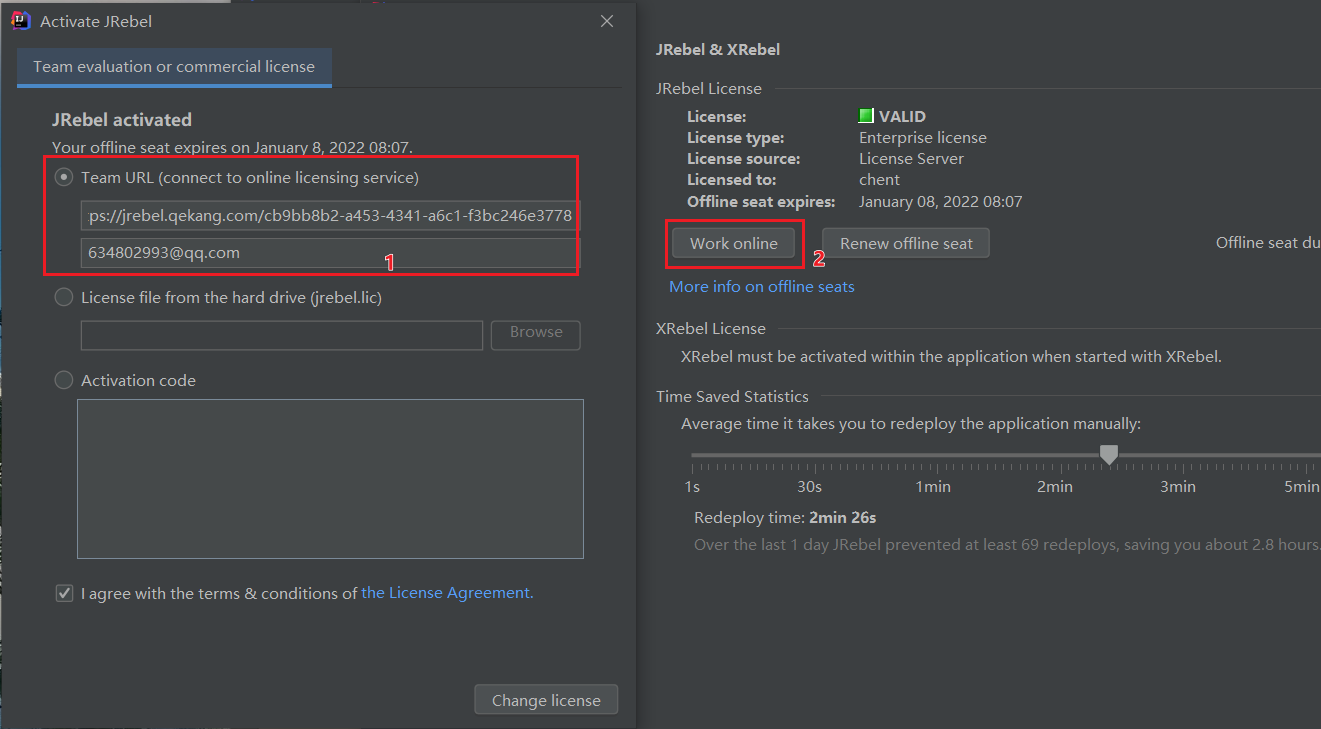 Activate JRebel
Team evaluation or commercial license
JRebel activated
Your offline seat expires on January 8, 2022 08:07.
Team URL (connect to online licensing service)
ps://jrebel.qekang.com/cb9bb8b2-a453-4341-a6c1-f3bc246e3778
634802993@qq.com
1
License file from the hard drive (jrebel.lic)
Browse
Activation code
I agree with the terms & conditions of the License Agreement.
Change license
JRebel & XRebel
JRebel License
License: VALID
License type: Enterprise license
License source: License Server
Licensed to: chent
Offline seat expires: January 08, 2022 08:07
Work online
2
Renew offline seat
Offline seat du
More info on offline seats
XRebel License
XRebel must be activated within the application when started with XRebel.
Time Saved Statistics
Average time it takes you to redeploy the application manually:
1s 30s 1min 2min 3min 5min
Redeploy time: 2min 26s
Over the last 1 day JRebel prevented at least 69 redeploys, saving you about 2.8 hours.